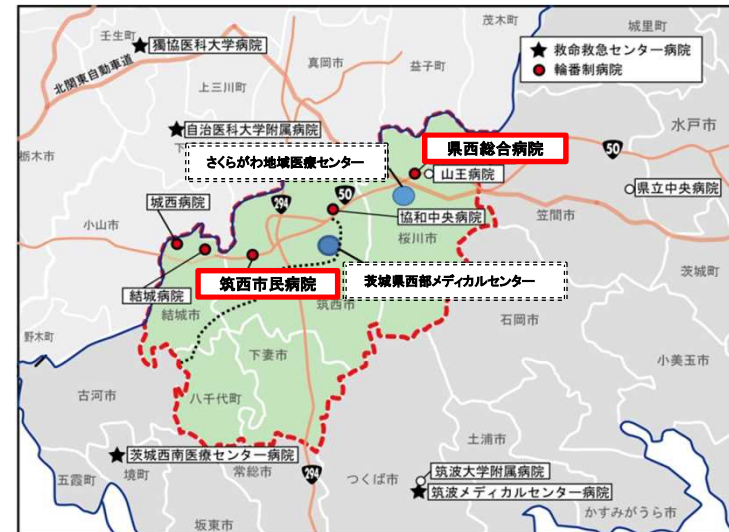 茂木町
城里町
壬生町
獨協医科大学病院
真岡市
益子町
★ 救命救急センター病院
輪番制病院
北関東自動車道
上三川町
自治医科大学附属病院
下
県西総合病院
50
水戸市
栃木市
さくらがわ地域医療センター
山王病院
県立中央病院
294
50
城西病院
小山市
協和中央病院
笠間市
桜川市
茨城町
結城病院
筑西市民病院
茨城県西部メディカルセンター
結城市
筑西市
石岡市
野木町
下妻市
小美玉市
古河市
八千代町
土浦市
茨城西南医療センター病院
五霞町
境町
常総市
294
つくば市
筑波大学附属病院
筑波メディカルセンター病院
坂東市
かすみがうら市